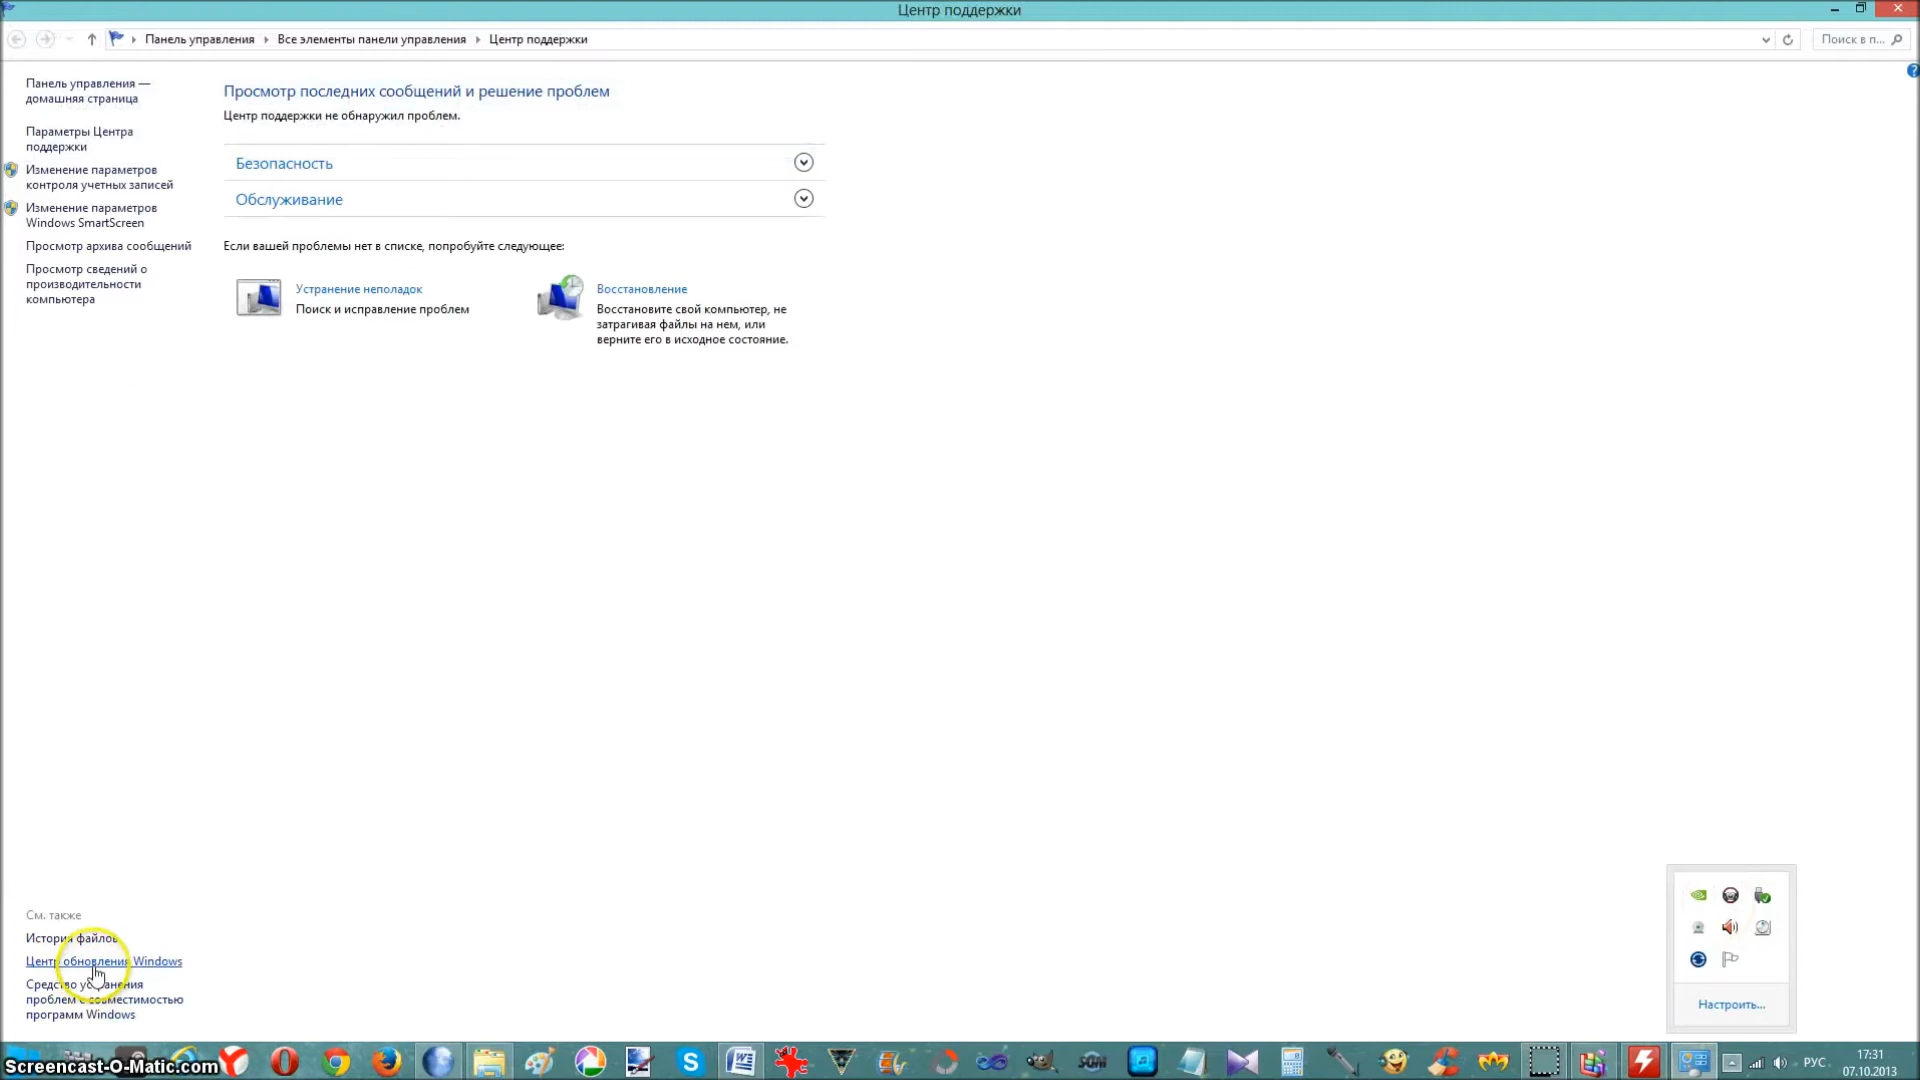 Центр поддержки
Панель управления
Все элементы панели управления
Центр поддержки
Поиск в п...
Панель управления —
домашняя страница
Параметры Центра
поддержки
Изменение параметров
контроля учетных записей
Изменение параметров
Windows SmartScreen
Просмотр архива сообщений
Просмотр сведений о
производительности
компьютера
Просмотр последних сообщений и решение проблем
Центр поддержки не обнаружил проблем.
Безопасность
Обслуживание
Если вашей проблемы нет в списке, попробуйте следующее:
Устранение неполадок
Поиск и исправление проблем
Восстановление
Восстановите свой компьютер, не
затрагивая файлы на нем, или
верните его в исходное состояние.
См. также
История файлов
Центр обновления Windows
Средство устранения
проблем с совместимостью
программ Windows
Настроить...
Screencast-O-Matic.com
SOM
РУС
17:31
07.10.2013